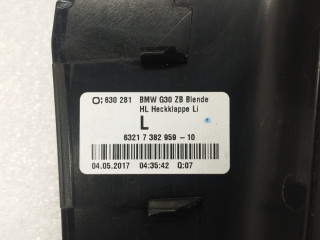 O: 630 281 BMW G30 ZB Blende
HL Heckklappe Li
L
6321 7 382 959 -10
04.05.2017 04:35:42 Q:07